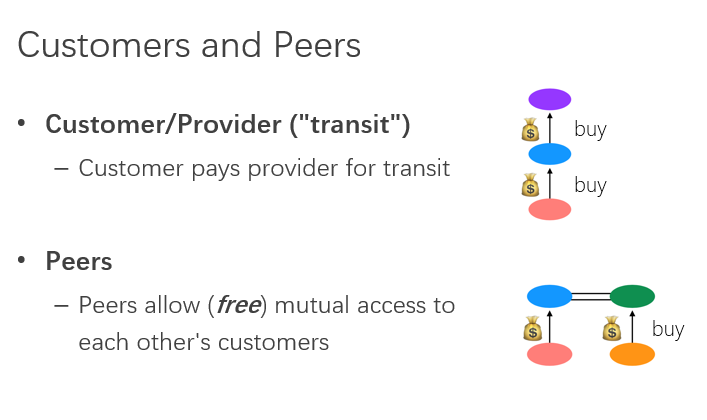 Customers and Peers
• Customer/Provider ("transit")
– Customer pays provider for transit
buy
buy
• Peers
– Peers allow (free) mutual access to
each other's customers
buy